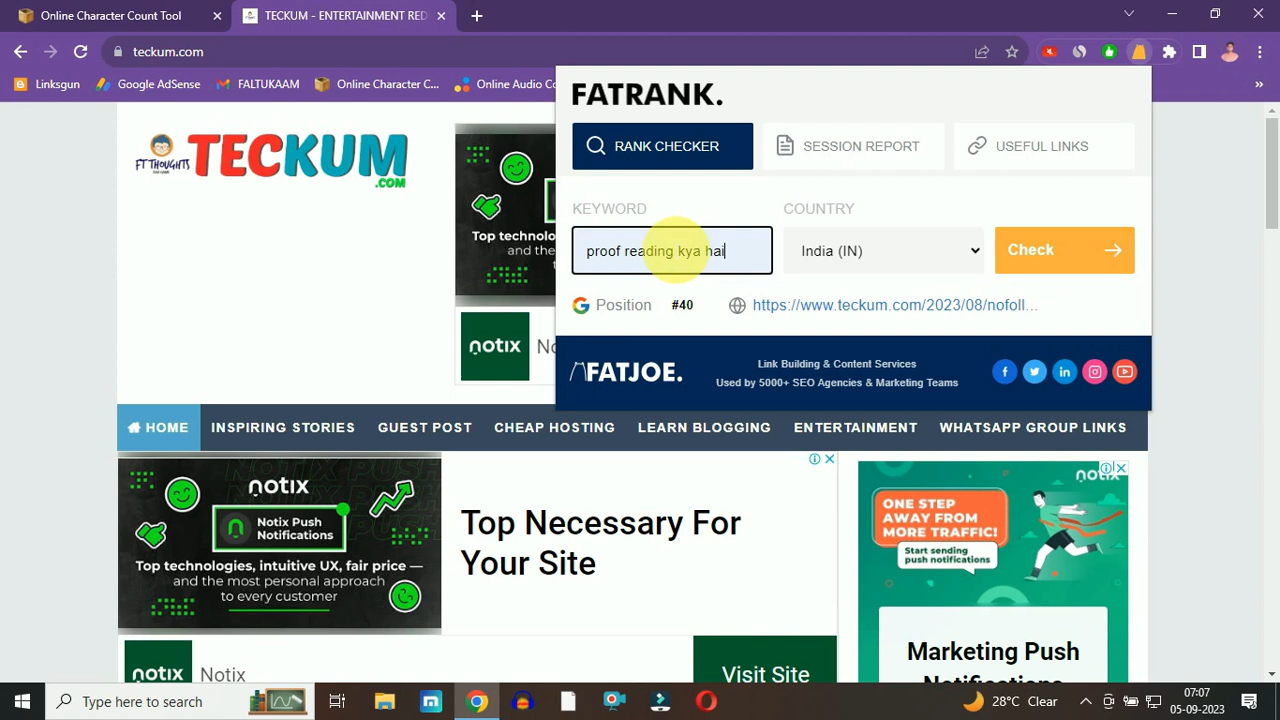 Online Character Count Tool
TECKUM - ENTERTAINMENT RED
teckum.com
Linksgun
Google AdSense
FALTUKAAM
Online Character C...
Online Audio C
FATRANK.
RANK CHECKER
SESSION REPORT
USEFUL LINKS
KEYWORD
COUNTRY
proof reading kya hai
India (IN)
Check
Position #40
https://www.teckum.com/2023/08/nofoll...
FATJOE.
Link Building & Content Services
Used by 5000+ SEO Agencies & Marketing Teams
FT THOUGHTS
TECKUM
.COM
Top technolo
and the
notix
No
HOME
INSPIRING STORIES
GUEST POST
CHEAP HOSTING
LEARN BLOGGING
ENTERTAINMENT
WHATSAPP GROUP LINKS
notix
Notix Push
Notifications
Top technologies, intuitive UX, fair price —
and the most personal approach
to every customer
Top Necessary For
Your Site
notix
Notix
Visit Site
notix
ONE STEP
AWAY FROM
MORE TRAFFIC!
Start sending
push notifications
Marketing Push
Notifications
Type here to search
28°C Clear
07:07
05-09-2023